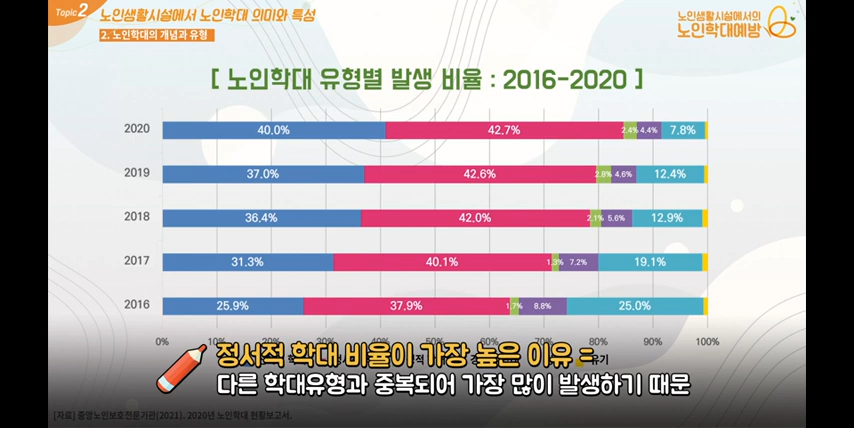 Topic 2
노인생활시설에서 노인학대 의미와 특성
2. 노인학대의 개념과 유형
노인생활시설에서의
노인학대예방
[ 노인학대 유형별 발생 비율 : 2016-2020 ]
2020 40.0% 42.7% 2.4% 4.4% 7.8%
2019 37.0% 42.6% 2.8% 4.6% 12.4%
2018 36.4% 42.0% 2.1% 5.6% 12.9%
2017 31.3% 40.1% 1.3% 7.2% 19.1%
2016 25.9% 37.9% 1.7% 8.8% 25.0%
0% 70% 80% 90% 100%
정서적 학대 비율이 가장 높은 이유 =
유기
다른 학대유형과 중복되어 가장 많이 발생하기 때문
[자료] 중앙노인보호전문기관(2021). 2020년 노인학대 현황보고서.